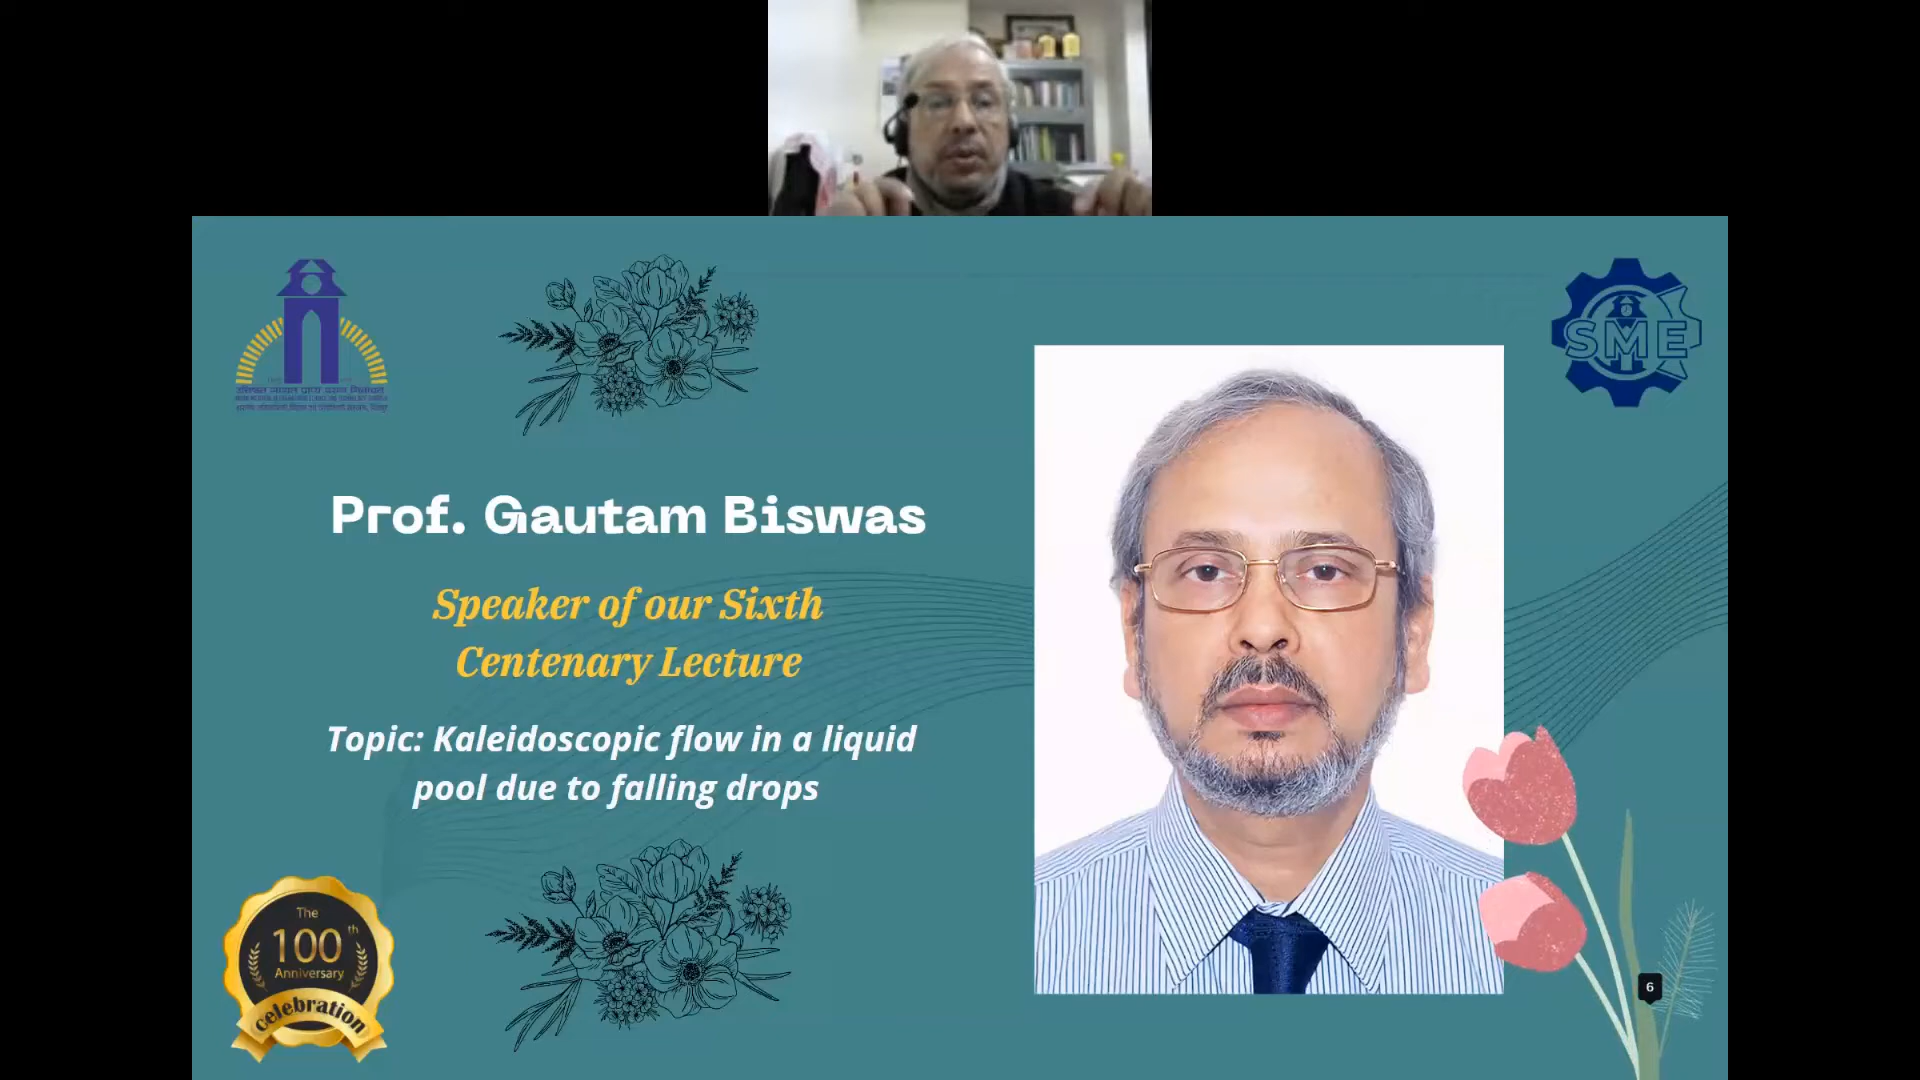 SME
Prof. Gautam Biswas
Speaker of our Sixth
Centenary Lecture
Topic: Kaleidoscopic flow in a liquid
pool due to falling drops
The
100th
Anniversary
celebration
6